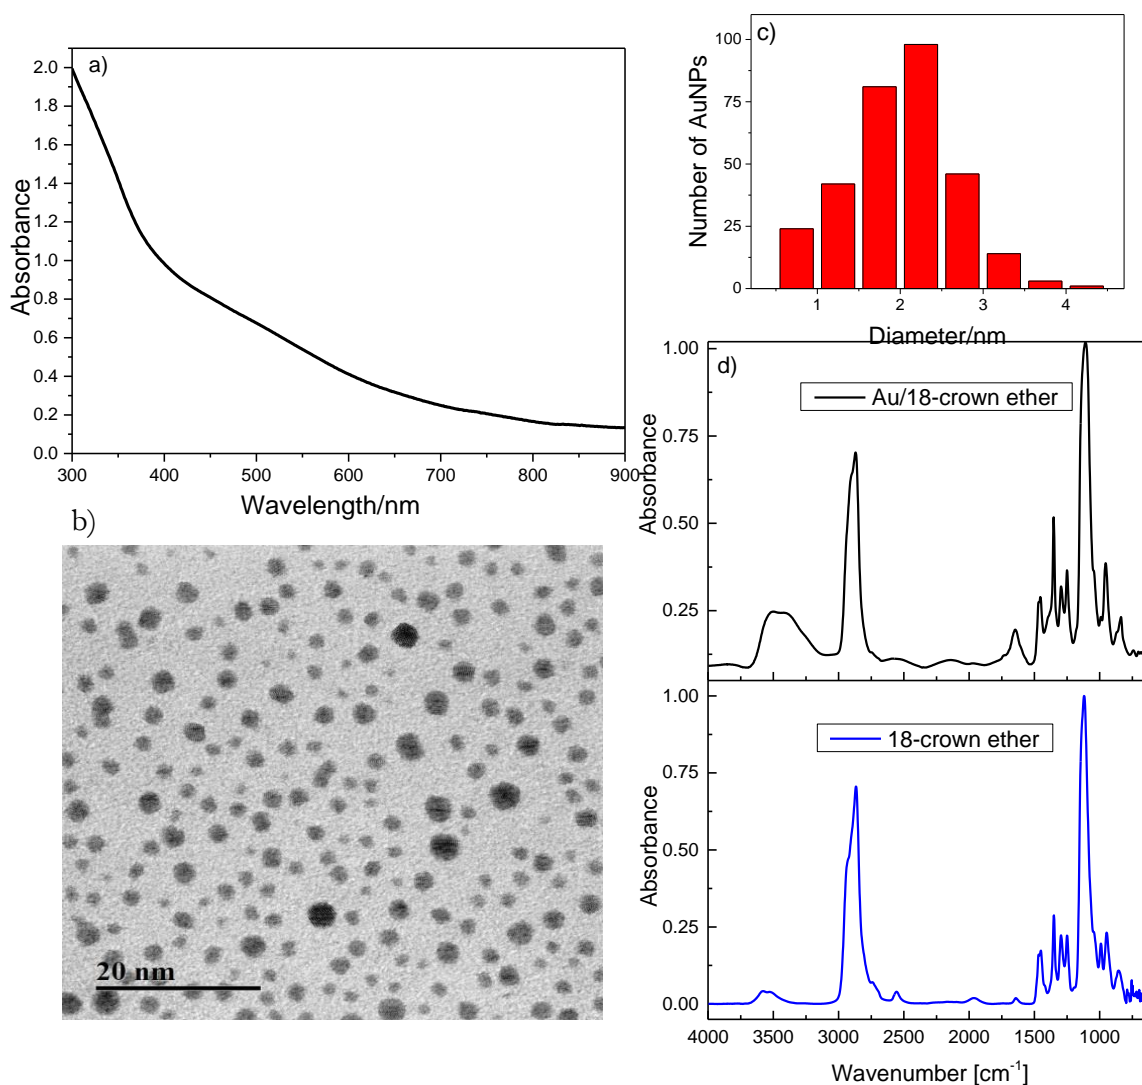 a)
2.0
1.8
1.6
1.4
1.2
1.0
0.8
0.6
0.4
0.2
0.0
Absorbance
300 400 500 600 700 800 900
Wavelength/nm
b)
20 nm
c)
100
75
50
25
0
Number of AuNPs
1 2 3 4
Diameter/nm
d)
Au/18-crown ether
1.00
0.75
0.50
0.25
Absorbance
18-crown ether
1.00
0.75
0.50
0.25
0.00
Absorbance
4000 3500 3000 2500 2000 1500 1000
Wavenumber [cm⁻¹]